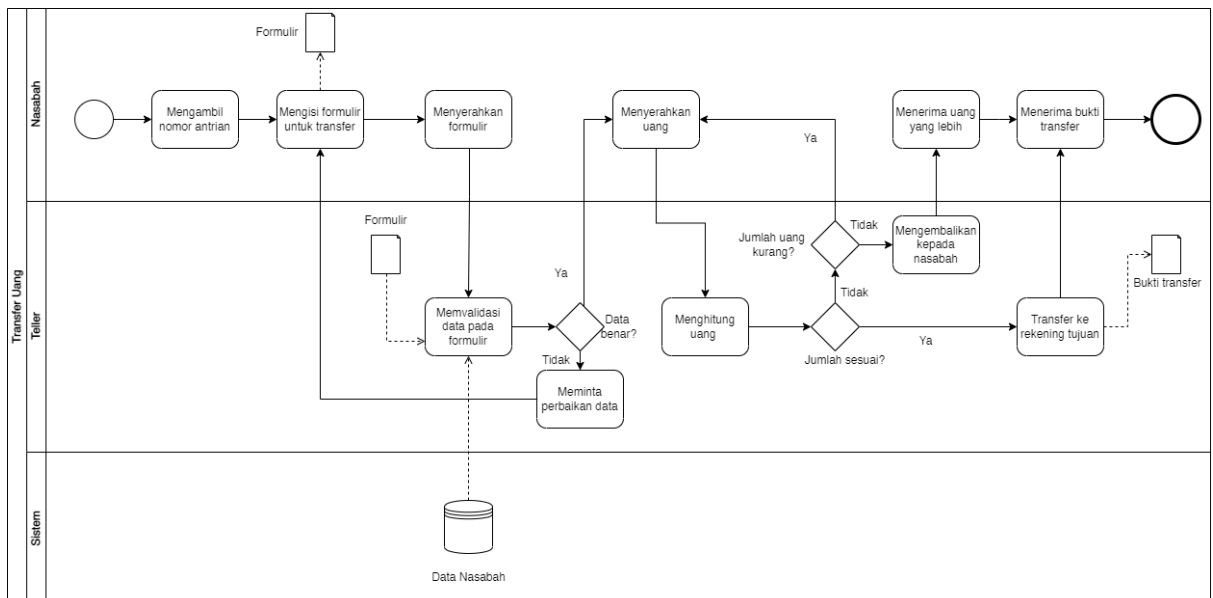 Transfer Uang
Nasabah
Formulir
Mengambil
nomor antrian
Mengisi formulir
untuk transfer
Menyerahkan
formulir
Menyerahkan
uang
Ya
Menerima uang
yang lebih
Menerima bukti
transfer
Teller
Formulir
Memvalidasi
data pada
formulir
Ya
Data
benar?
Tidak
Meminta
perbaikan data
Menghitung
uang
Jumlah uang
kurang?
Tidak
Mengembalikan
kepada
nasabah
Tidak
Jumlah sesuai?
Ya
Transfer ke
rekening tujuan
Bukti transfer
Sistem
Data Nasabah